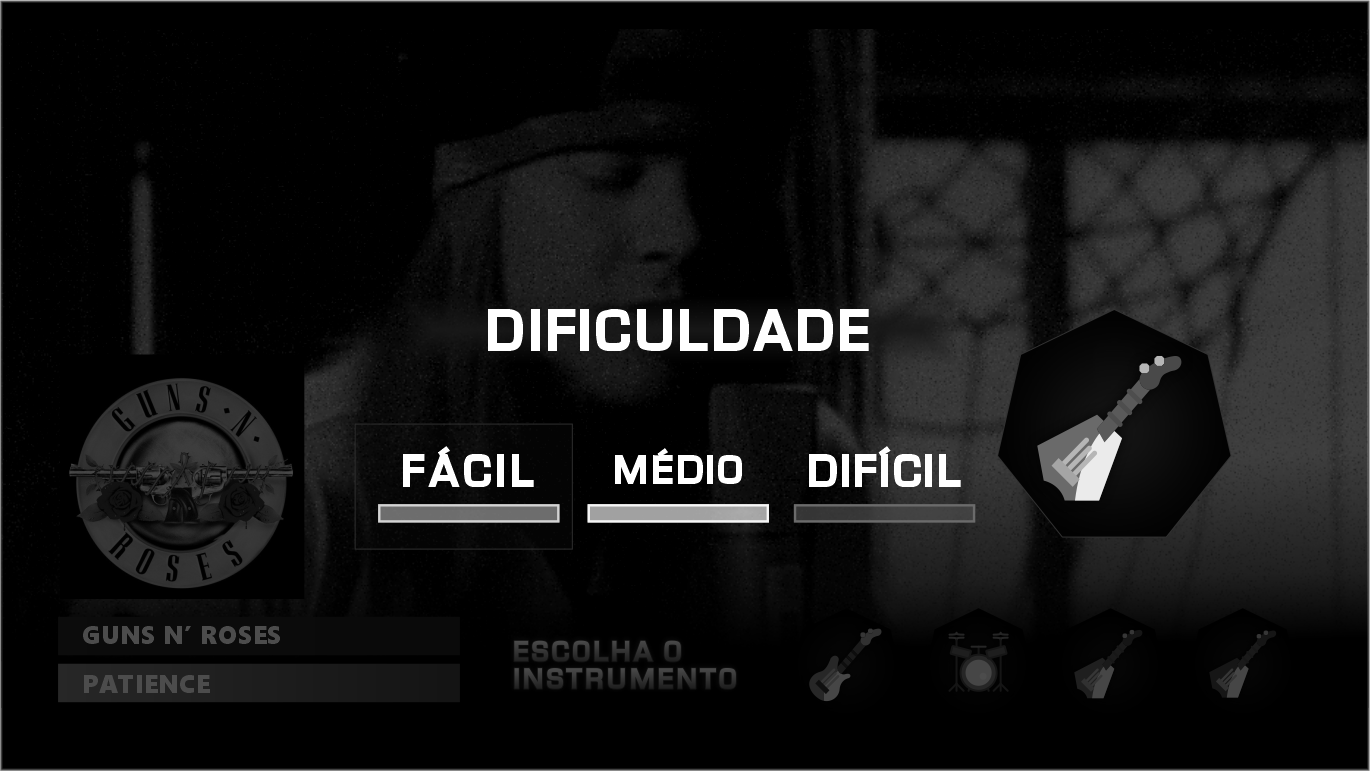 DIFICULDADE
FÁCIL
MÉDIO
DIFÍCIL
GUNS N'
ROSES
GUNS N' ROSES
PATIENCE
ESCOLHA O
INSTRUMENTO